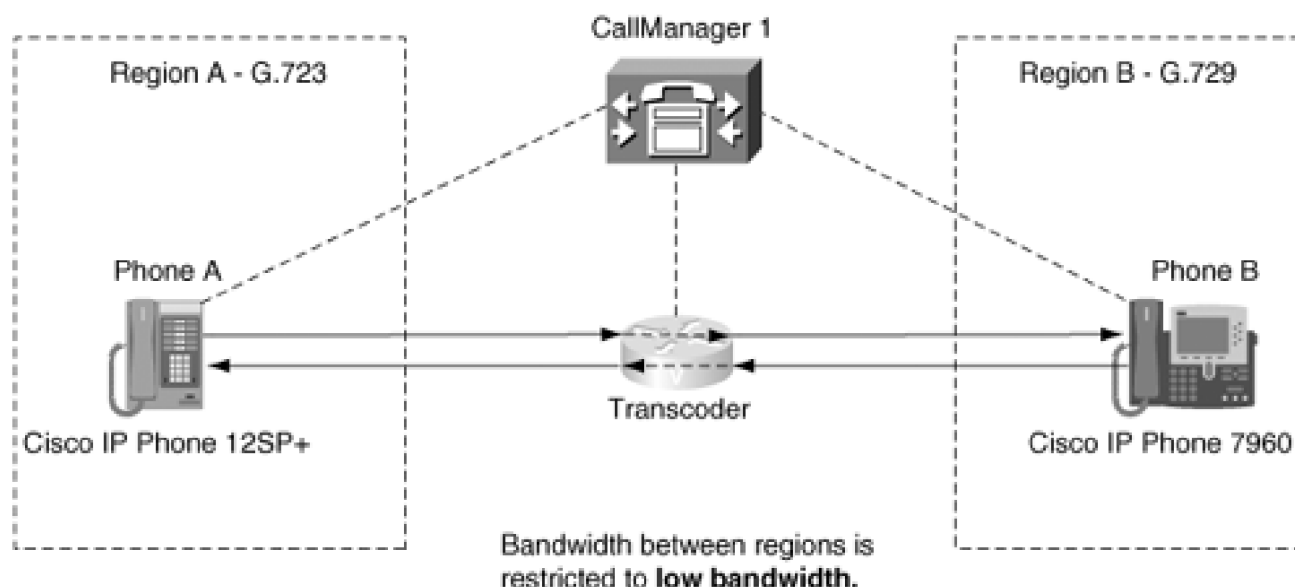 CallManager 1
Region A - G.723
Region B - G.729
Phone A
Phone B
V
Transcoder
Cisco IP Phone 12SP+
Cisco IP Phone 7960
Bandwidth between regions is
restricted to low bandwidth.